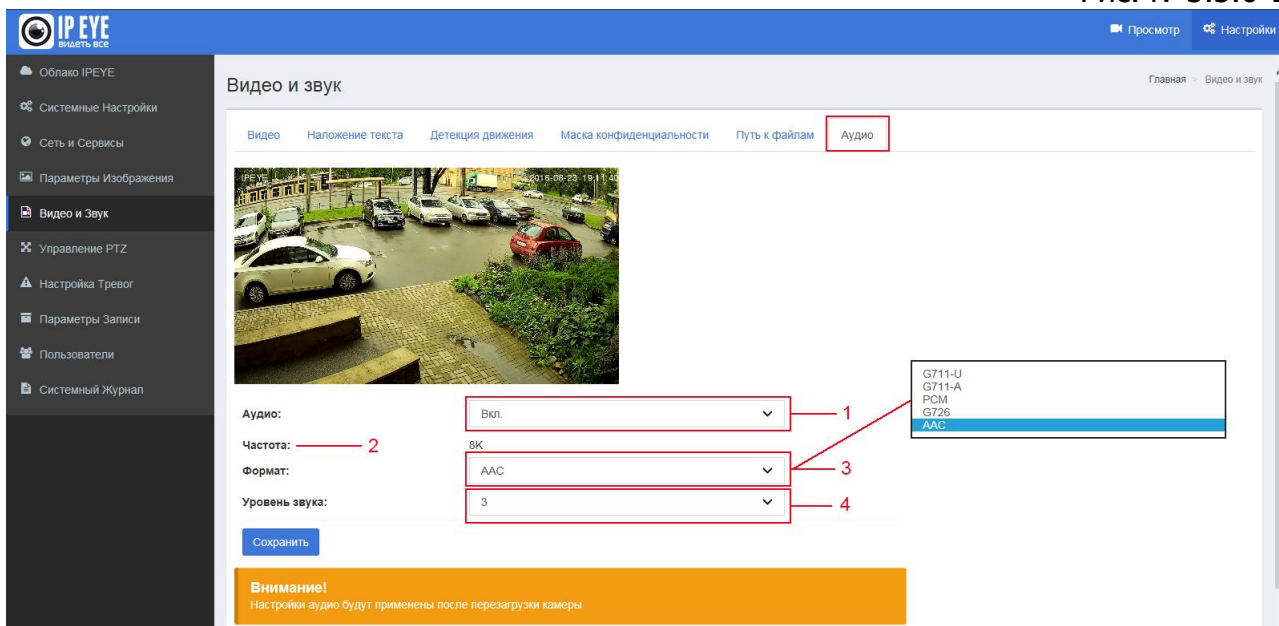 IP EYE
видеть все
Просмотр
Настройки
Облако IPEYE
Системные Настройки
Сеть и Сервисы
Параметры Изображения
Видео и Звук
Управление PTZ
Настройка Тревог
Параметры Записи
Пользователи
Системный Журнал
Видео и звук
Главная > Видео и звук
Видео Наложение текста Детекция движения Маска конфиденциальности Путь к файлам Аудио
IPEYE 2016-08-23 19:11:40
Аудио: Вкл. 1
Частота: 2 8K
Формат: AAC 3
Уровень звука: 3 4
G711-U
G711-A
PCM
G726
AAC
Сохранить
Внимание!
Настройки аудио будут применены после перезагрузки камеры